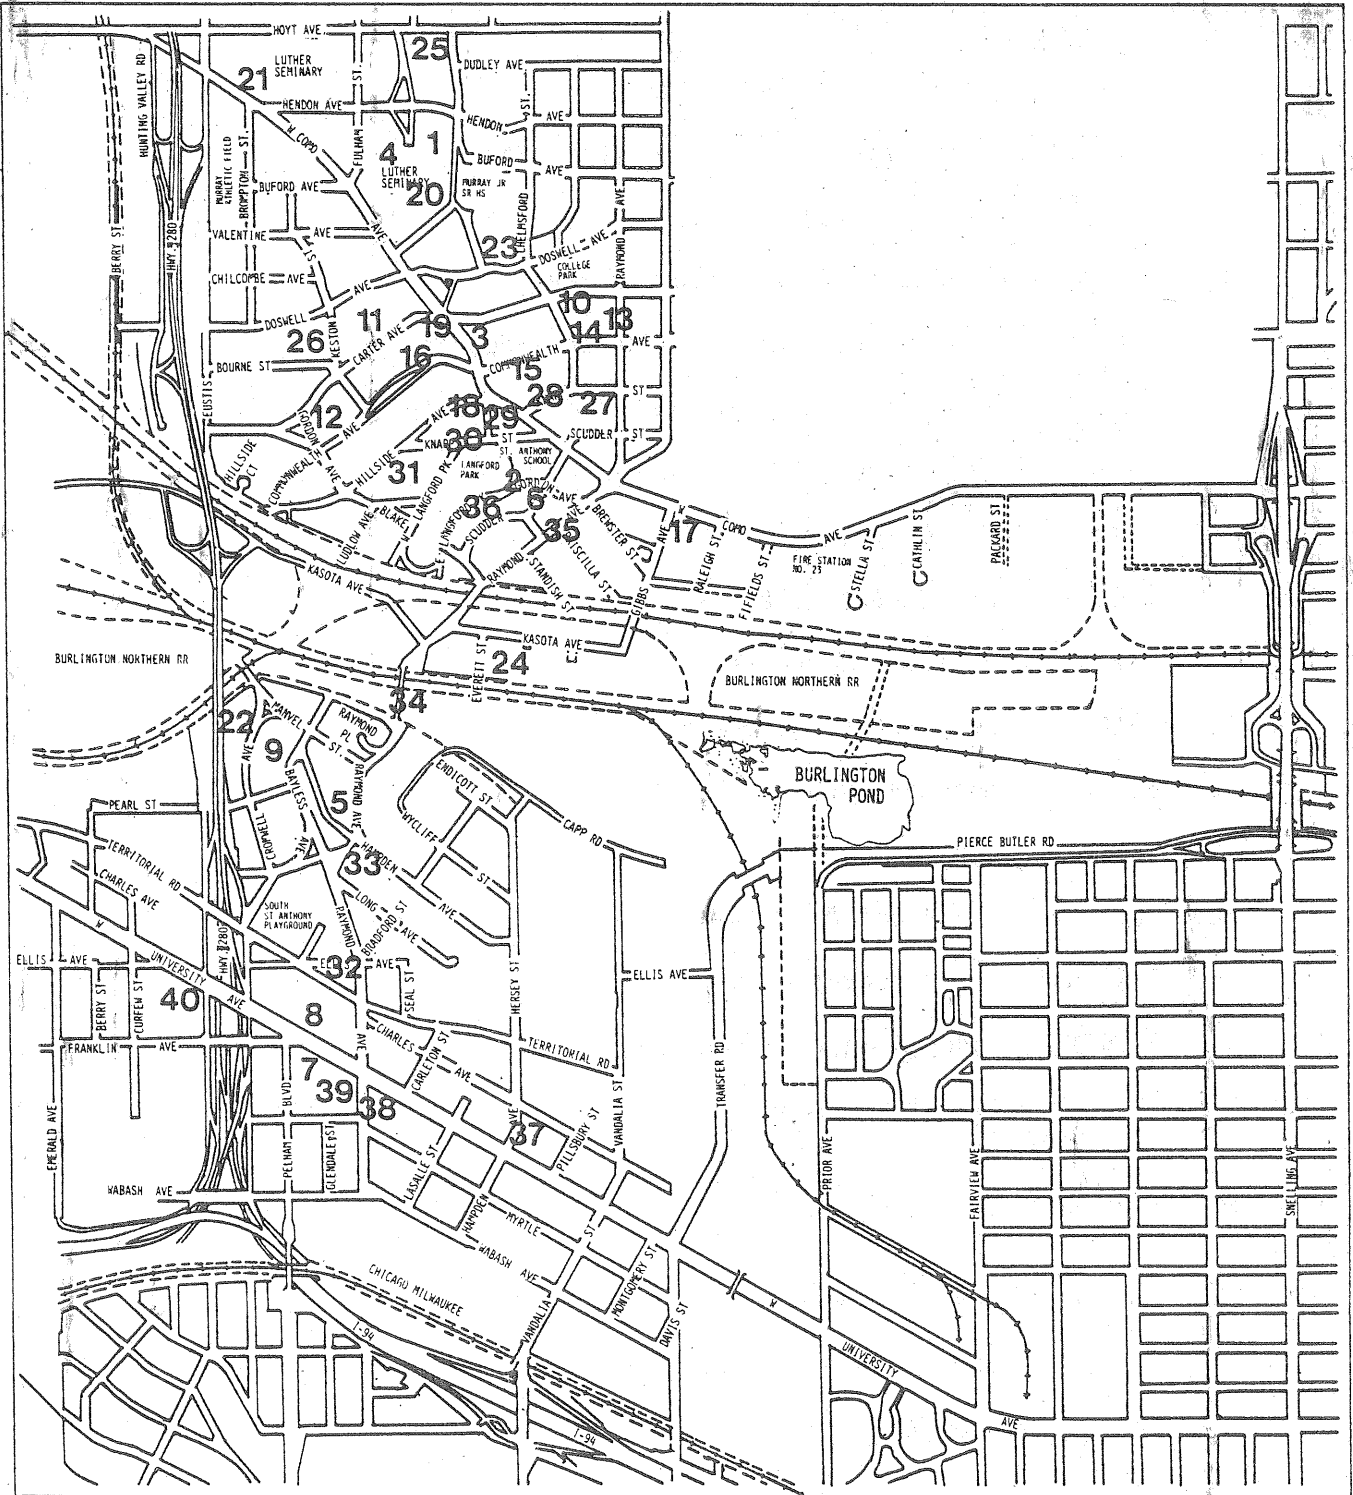 HOYT AVE.
25
LUTHER
SEMINARY
DUDLEY AVE
21
HUNTING VALLEY RD
FULHAM ST.
ST.
HENDON AVE
HENDON AVE
W COMO AVE
1
4
MURRAY
ATHLETIC FIELD
BROMPTON ST.
BUFORD AVE
LUTHER
SEMINARY
20
BUFORD AVE
MURRAY JR
SR HS
CHELMSFORD
RAYMOND AVE
VALENTINE AVE
BERRY ST
HWY. 280
23
DOSWELL AVE
COLLEGE
PARK
CHILCOMBE AVE
DOSWELL AVE
10
11
26
KESTON
CARTER AVE
19
3
14
13
AVE
BOURNE ST
16
COMMONWEALTH
15
EUSTIS
12
18
29
28
27
ST
GORDON AVE
AVE
KNAPP
30
ST
SCUDDER ST
ST. ANTHONY
SCHOOL
HILLSIDE
CT
5
COMMONWEALTH
HILLSIDE AVE
31
LANGFORD PK
LANGFORD
PARK
2
GORDON AVE
6
36
35
BREWSTER ST
LUDLOW AVE
BLAKE
LANGFORD
SCUDDER
RAYMOND
STANDISH ST
PRISCILLA ST
17
W COMO AVE
GIBBS AVE
RALEIGH ST
FIFIELDS ST
FIRE STATION
NO. 23
STELLA ST
CATHLIN ST
PACKARD ST
KASOTA AVE
KASOTA AVE
24
EVERETT ST
BURLINGTON NORTHERN RR
BURLINGTON NORTHERN RR
34
22
MANVEL ST.
RAYMOND
PL
9
AVE
BAYLESS AVE
RAYMOND AVE
5
ENDICOTT ST
WYCLIFF ST
CAPP RD
BURLINGTON
POND
PEARL ST
CROMWELL
PIERCE BUTLER RD
TERRITORIAL RD
CHARLES AVE
33
HAMPDEN AVE
LONG AVE
SOUTH
ST ANTHONY
PLAYGROUND
RAYMOND
BRADFORD ST
W UNIVERSITY AVE
HWY. 280
ELLIS AVE
32
AVE
SEAL ST
HERSEY ST
ELLIS AVE
40
BERRY ST
CURFEW ST
8
FRANKLIN AVE
AVE
CHARLES AVE
CARLETON ST
TERRITORIAL RD
7
39
38
BLVD
PELHAM
GLENDALE ST
EMERALD AVE
AVE
37
PILLSBURY ST
VANDALIA ST
TRANSFER RD
PRIOR AVE
FAIRVIEW AVE
SNELLING AVE
WABASH AVE
LASALLE ST
HAMPDEN
MYRTLE
WABASH AVE
ST
VANDALIA
MONTGOMERY ST
DAVIS ST
CHICAGO MILWAUKEE
I-94
W UNIVERSITY AVE
I-94